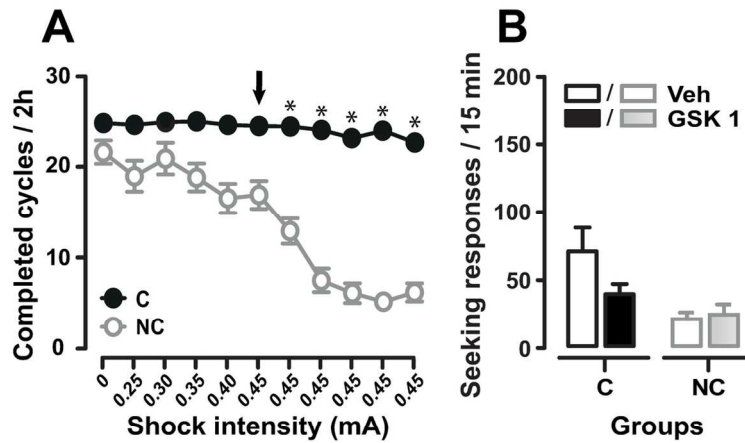 A
Completed cycles / 2h
30
20
10
0
* * * * *
C
NC
0 0.25 0.30 0.35 0.40 0.45 0.45 0.45 0.45 0.45 0.45
Shock intensity (mA)
B
Seeking responses / 15 min
200
150
100
50
0
/ Veh
/ GSK 1
C NC
Groups